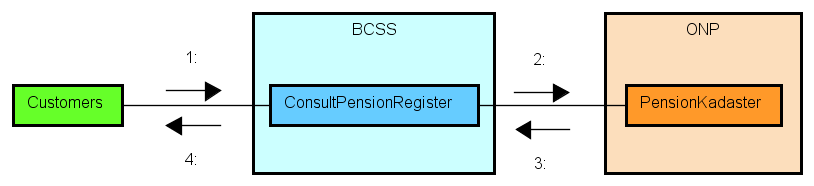 BCSS
ONP
1:
2:
Customers
ConsultPensionRegister
PensionKadaster
4:
3: